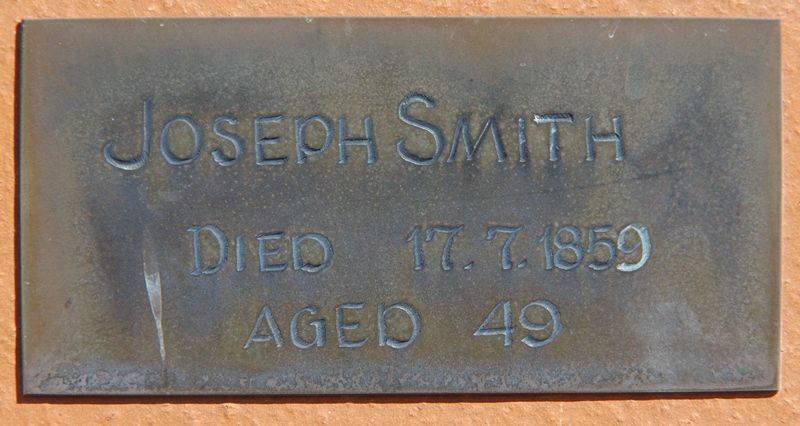 Joseph Smith
Died 17.7.1859
Aged 49